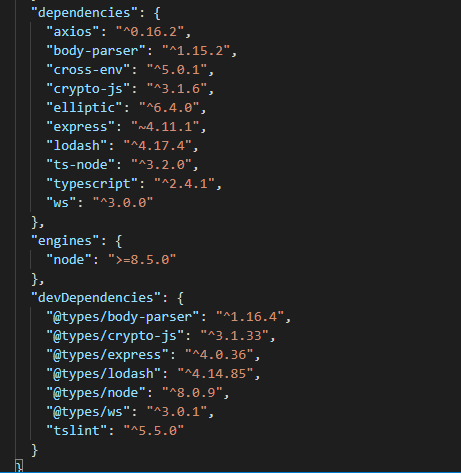 "dependencies": {
"axios": "^0.16.2",
"body-parser": "^1.15.2",
"cross-env": "^5.0.1",
"crypto-js": "^3.1.6",
"elliptic": "^6.4.0",
"express": "~4.11.1",
"lodash": "^4.17.4",
"ts-node": "^3.2.0",
"typescript": "^2.4.1",
"ws": "^3.0.0"
},
"engines": {
"node": ">=8.5.0"
},
"devDependencies": {
"@types/body-parser": "^1.16.4",
"@types/crypto-js": "^3.1.33",
"@types/express": "^4.0.36",
"@types/lodash": "^4.14.85",
"@types/node": "^8.0.9",
"@types/ws": "^3.0.1",
"tslint": "^5.5.0"
}
}